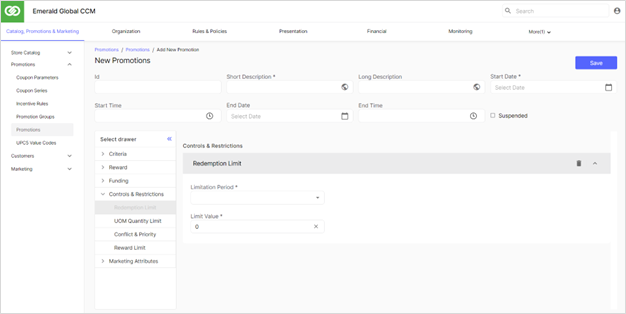 Emerald Global CCM
Search
Catalog, Promotions & Marketing Organization Rules & Policies Presentation Financial Monitoring More(1)
Store Catalog
Promotions
Coupon Parameters
Coupon Series
Incentive Rules
Promotion Groups
Promotions
UPC5 Value Codes
Customers
Marketing
Promotions / Promotions / Add New Promotion
New Promotions
Save
Id Short Description * Long Description Start Date *
Select Date
Start Time End Date End Time
Select Date Suspended
Select drawer «
Criteria
Reward
Funding
Controls & Restrictions
Redemption Limit
UOM Quantity Limit
Conflict & Priority
Reward Limit
Marketing Attributes
Controls & Restrictions
Redemption Limit
Limitation Period *
Limit Value *
0